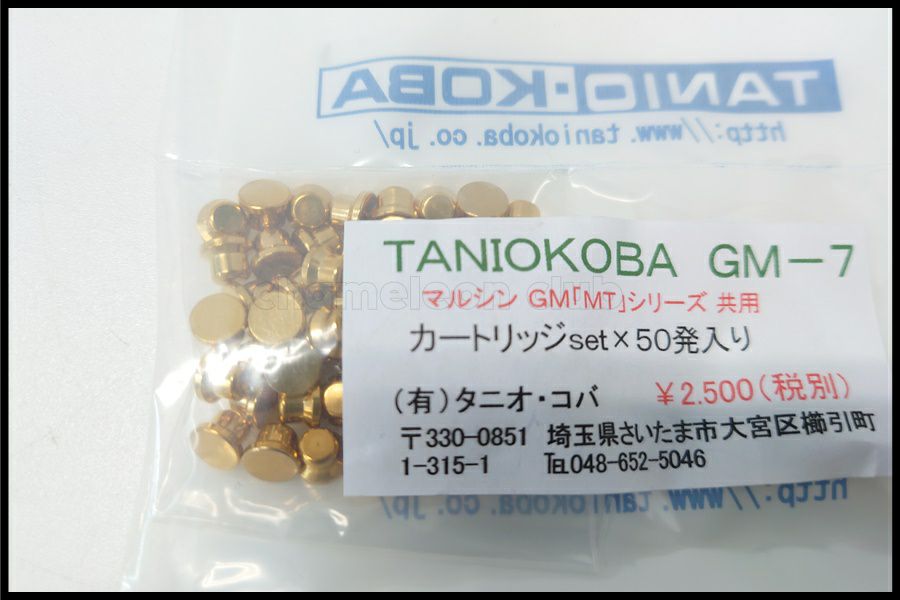 TANIO・KOBA
http://www.taniokoba.co.jp/
TANIOKOBA GM-7
マルシン GM「MT」シリーズ 共用
カートリッジset×50発入り
(有)タニオ・コバ ￥2.500(税別)
〒330-0851 埼玉県さいたま市大宮区櫛引町
1-315-1 TEL048-652-5046
chameleon club
http://www.taniokoba.co.jp/